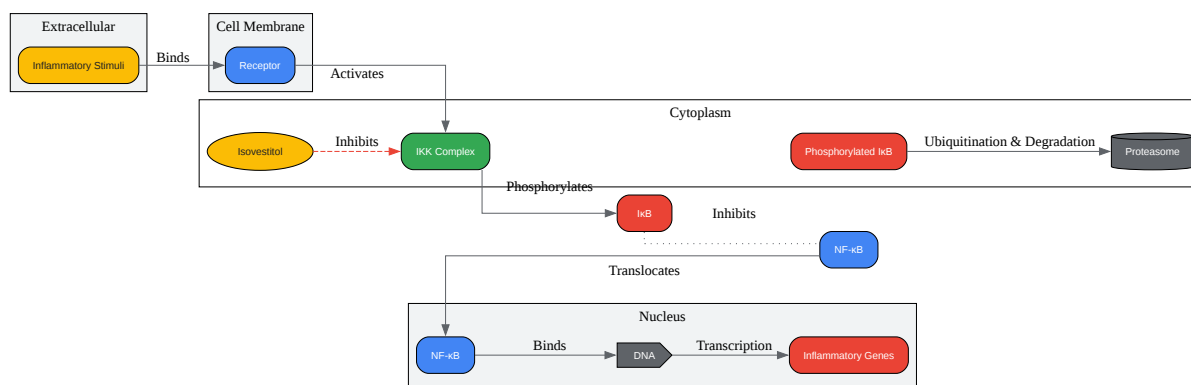 Extracellular
Cell Membrane
Inflammatory Stimuli
Binds
Receptor
Activates
Cytoplasm
Isovestitol
Inhibits
IKK Complex
Phosphorylated IκB
Ubiquitination & Degradation
Proteasome
Phosphorylates
IκB
Inhibits
NF-κB
Translocates
Nucleus
NF-κB
Binds
DNA
Transcription
Inflammatory Genes